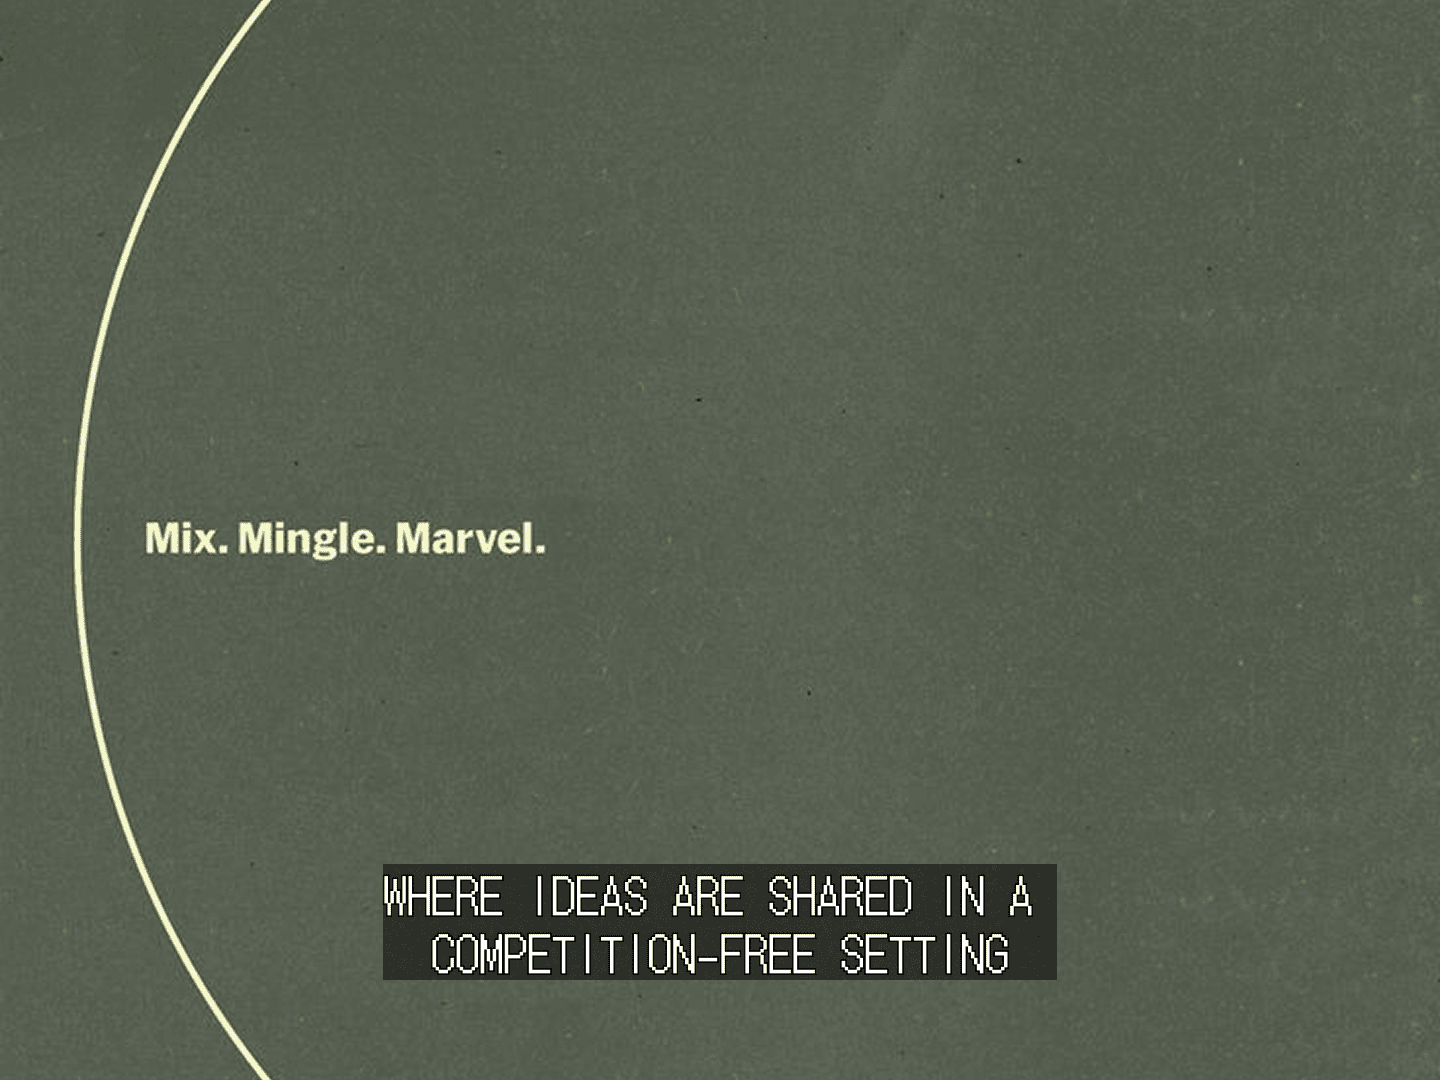 Mix. Mingle. Marvel.
WHERE IDEAS ARE SHARED IN A
COMPETITION-FREE SETTING